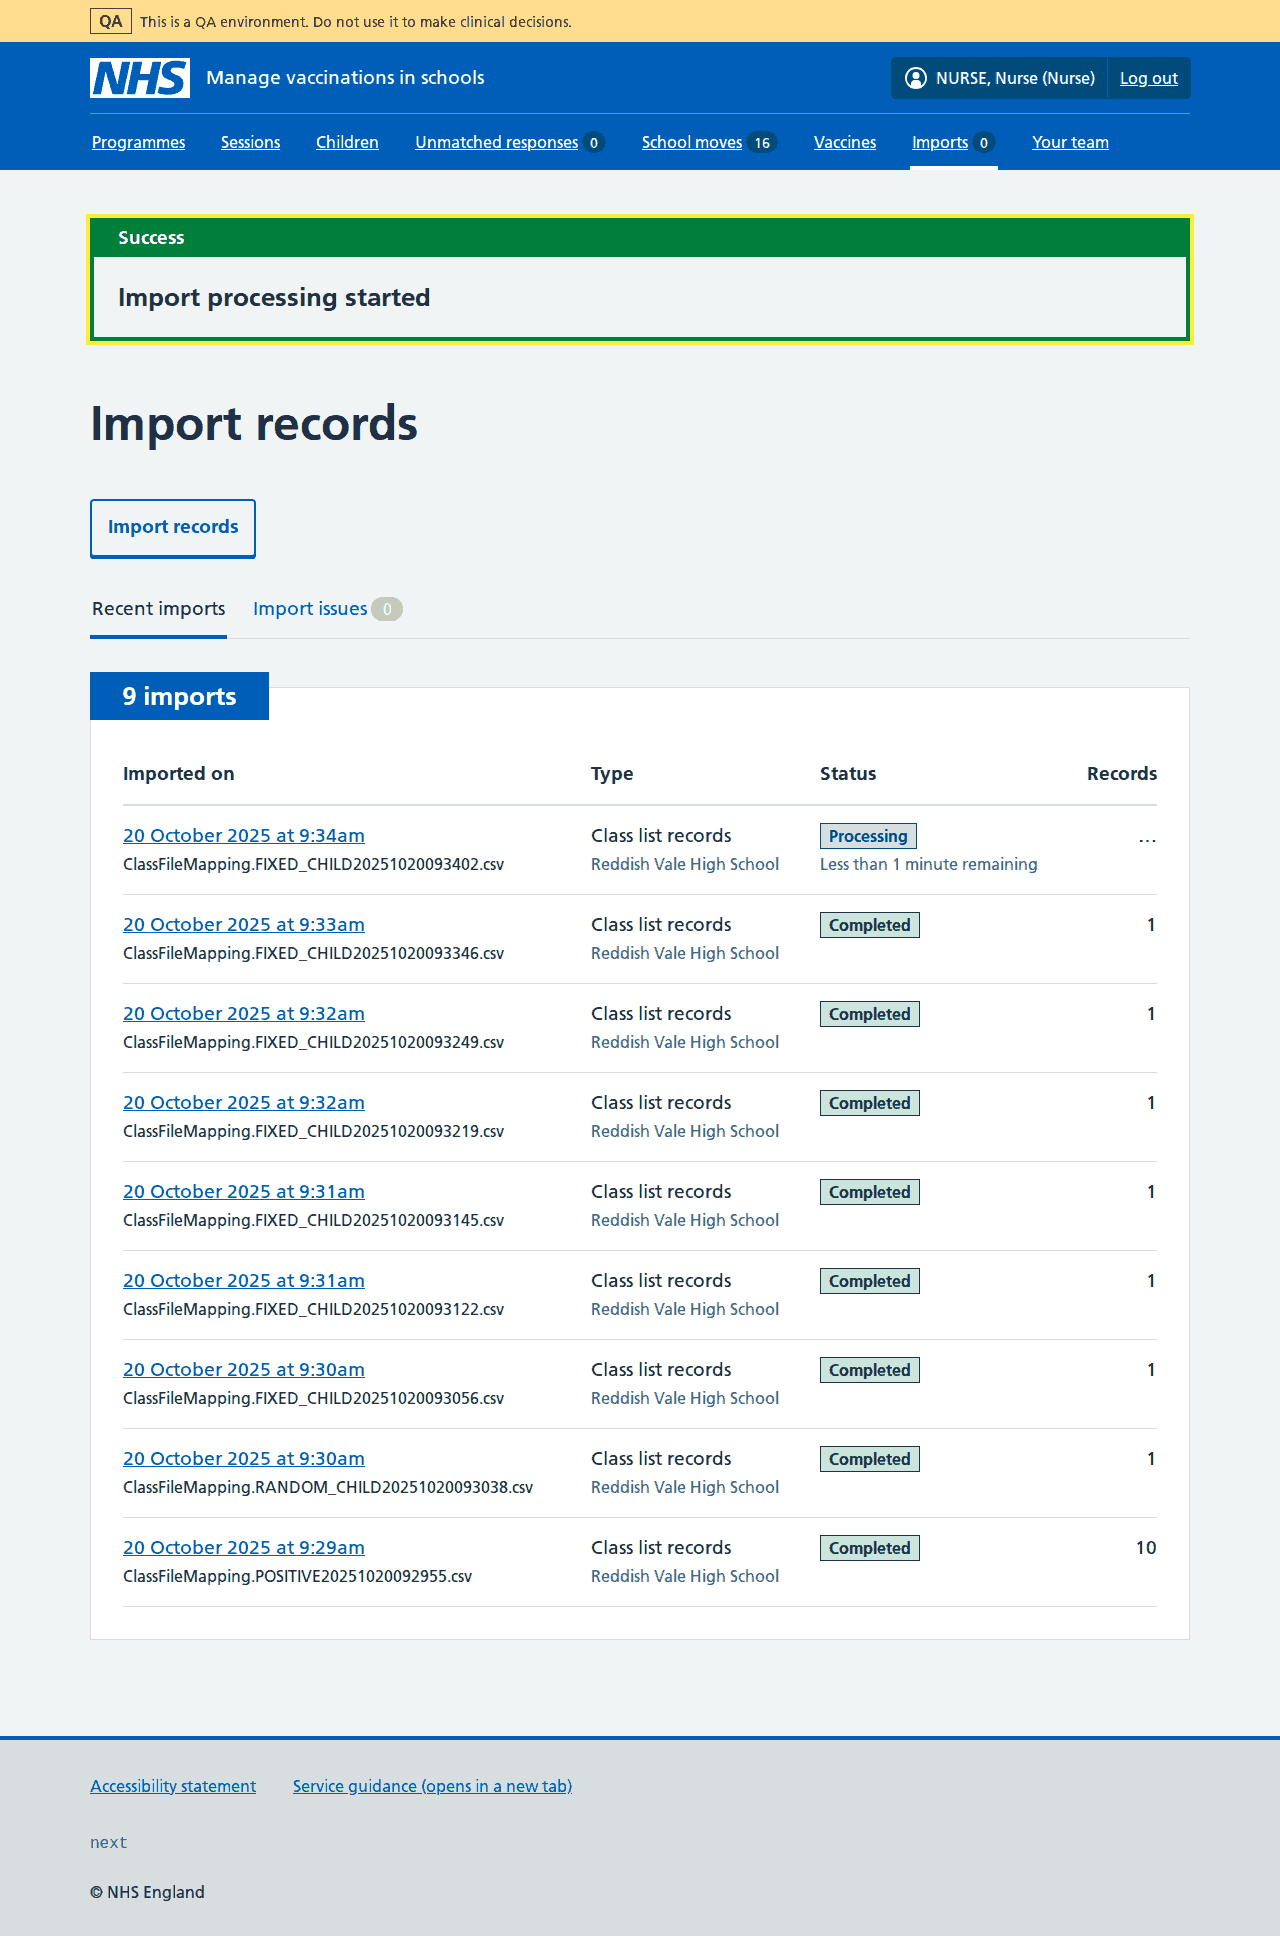 QA This is a QA environment. Do not use it to make clinical decisions.
NHS Manage vaccinations in schools NURSE, Nurse (Nurse) Log out
Programmes Sessions Children Unmatched responses 0 School moves 16 Vaccines Imports 0 Your team
Success
Import processing started
Import records
Import records
Recent imports Import issues 0
9 imports
Imported on Type Status Records
20 October 2025 at 9:34am Class list records Processing ...
ClassFileMapping.FIXED_CHILD20251020093402.csv Reddish Vale High School Less than 1 minute remaining
20 October 2025 at 9:33am Class list records Completed 1
ClassFileMapping.FIXED_CHILD20251020093346.csv Reddish Vale High School
20 October 2025 at 9:32am Class list records Completed 1
ClassFileMapping.FIXED_CHILD20251020093249.csv Reddish Vale High School
20 October 2025 at 9:32am Class list records Completed 1
ClassFileMapping.FIXED_CHILD20251020093219.csv Reddish Vale High School
20 October 2025 at 9:31am Class list records Completed 1
ClassFileMapping.FIXED_CHILD20251020093145.csv Reddish Vale High School
20 October 2025 at 9:31am Class list records Completed 1
ClassFileMapping.FIXED_CHILD20251020093122.csv Reddish Vale High School
20 October 2025 at 9:30am Class list records Completed 1
ClassFileMapping.FIXED_CHILD20251020093056.csv Reddish Vale High School
20 October 2025 at 9:30am Class list records Completed 1
ClassFileMapping.RANDOM_CHILD20251020093038.csv Reddish Vale High School
20 October 2025 at 9:29am Class list records Completed 10
ClassFileMapping.POSITIVE20251020092955.csv Reddish Vale High School
Accessibility statement Service guidance (opens in a new tab)
next
© NHS England